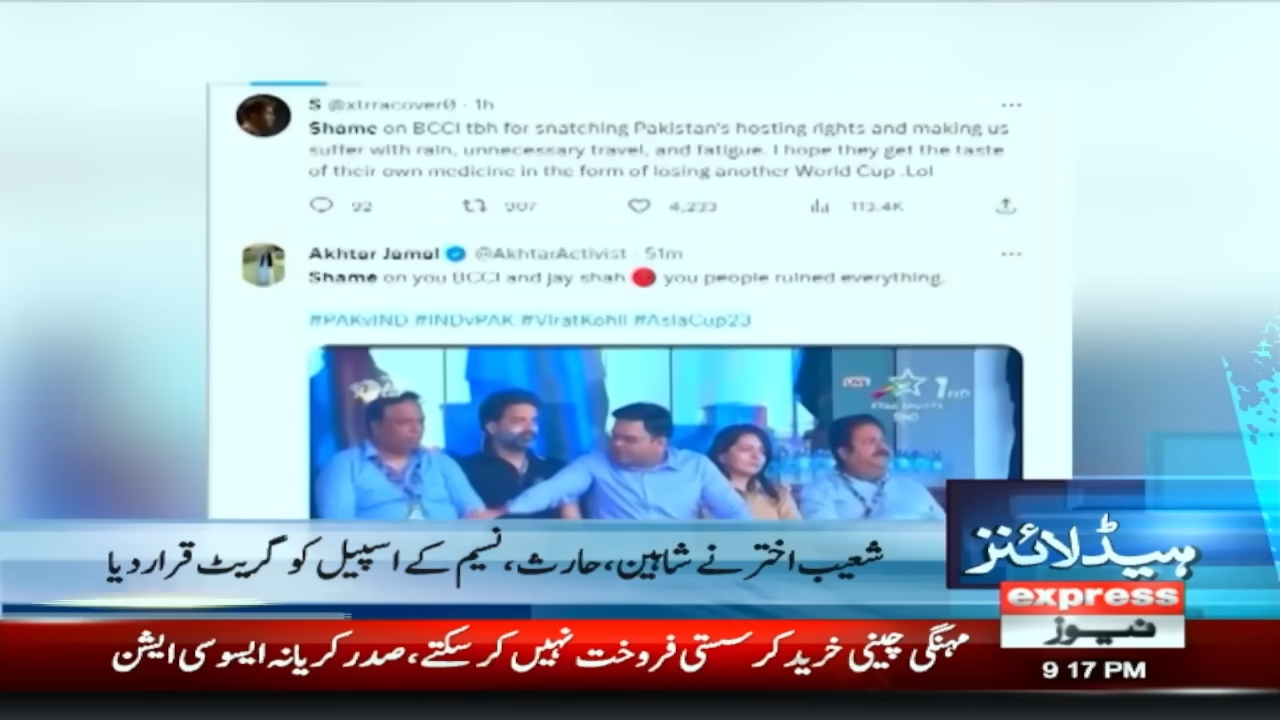 S @xtrracover0 · 1h
Shame on BCCI tbh for snatching Pakistan's hosting rights and making us
suffer with rain, unnecessary travel, and fatigue. I hope they get the taste
of their own medicine in the form of losing another World Cup .Lol
92 907 4,233 113.4K
Akhtar Jamal @AkhtarActivist · 51m
Shame on you BCCI and jay shah you people ruined everything.
#PAKvIND #INDvPAK #ViratKohli #AsiaCup23
LIVE
STAR SPORTS 1 HD
ہیڈلائنز
شعیب اختر نے شاہین، حارث، نسیم کے اسپیل کو گریٹ قرار دیا
express
نیوز
مہنگی چینی خرید کر سستی فروخت نہیں کر سکتے، صدر کریانہ ایسوسی ایشن
9 17 PM